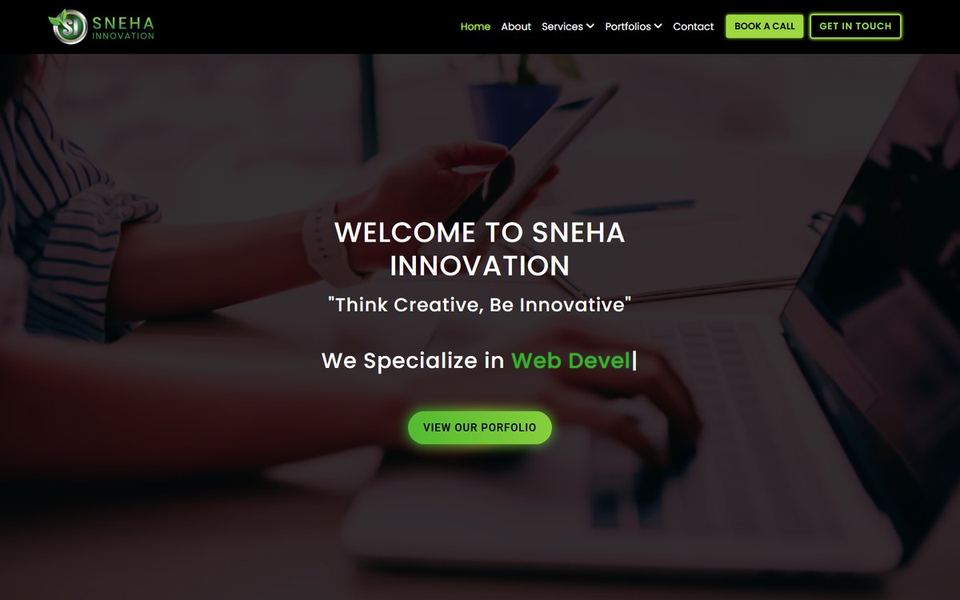 SI
SNEHA
INNOVATION
Home
About
Services
Portfolios
Contact
BOOK A CALL
GET IN TOUCH
WELCOME TO SNEHA
INNOVATION
"Think Creative, Be Innovative"
We Specialize in Web Devel|
VIEW OUR PORFOLIO